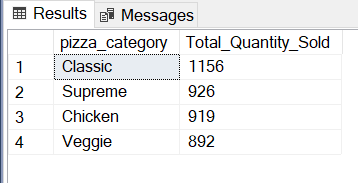 Results Messages
pizza_category Total_Quantity_Sold
1 Classic 1156
2 Supreme 926
3 Chicken 919
4 Veggie 892